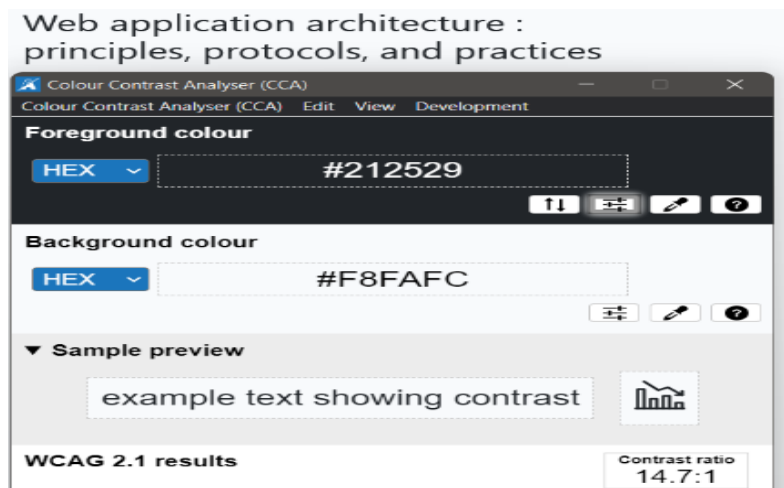 Web application architecture :
principles, protocols, and practices
Colour Contrast Analyser (CCA)
Colour Contrast Analyser (CCA) Edit View Development
Foreground colour
HEX #212529
Background colour
HEX #F8FAFC
▼ Sample preview
example text showing contrast
WCAG 2.1 results
Contrast ratio
14.7:1